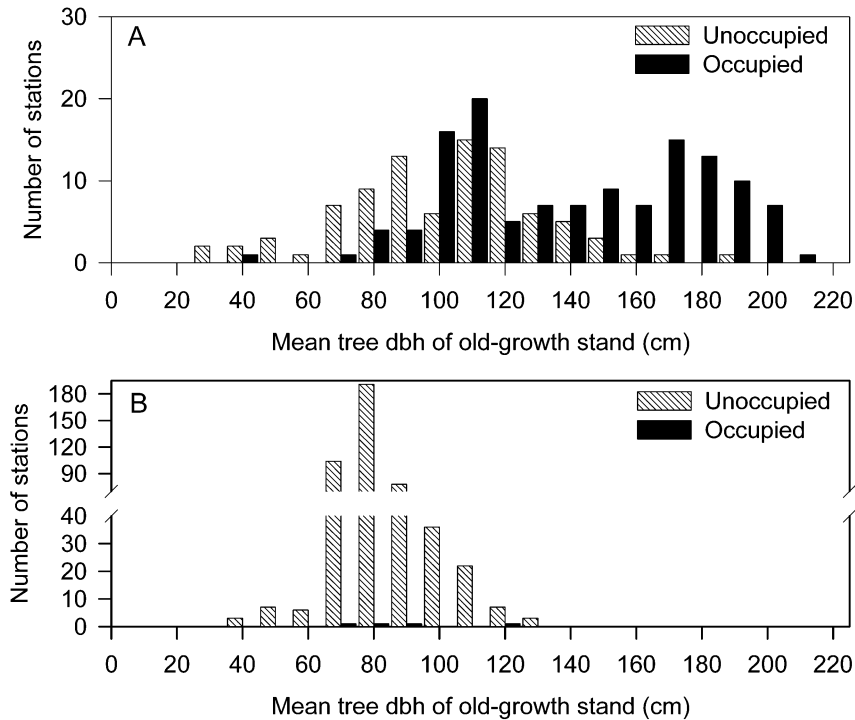 A
Unoccupied
Occupied
30
20
10
0
Number of stations
0 20 40 60 80 100 120 140 160 180 200 220
Mean tree dbh of old-growth stand (cm)
B
Unoccupied
Occupied
180
150
120
90
40
30
20
10
0
Number of stations
0 20 40 60 80 100 120 140 160 180 200 220
Mean tree dbh of old-growth stand (cm)